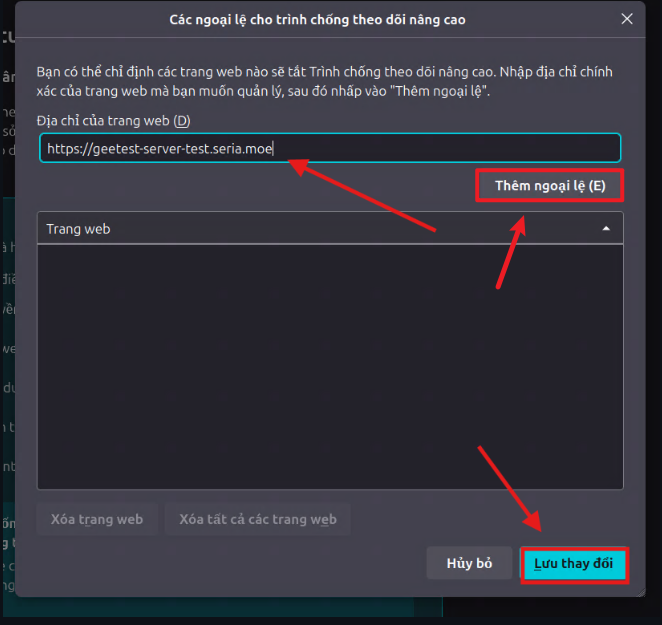 Các ngoại lệ cho trình chống theo dõi nâng cao
Bạn có thể chỉ định các trang web nào sẽ tắt Trình chống theo dõi nâng cao. Nhập địa chỉ chính
xác của trang web mà bạn muốn quản lý, sau đó nhấp vào "Thêm ngoại lệ".
Địa chỉ của trang web (D)
https://geetest-server-test.seria.moe
Thêm ngoại lệ (E)
Trang web
Xóa trang web
Xóa tất cả các trang web
Hủy bỏ
Lưu thay đổi